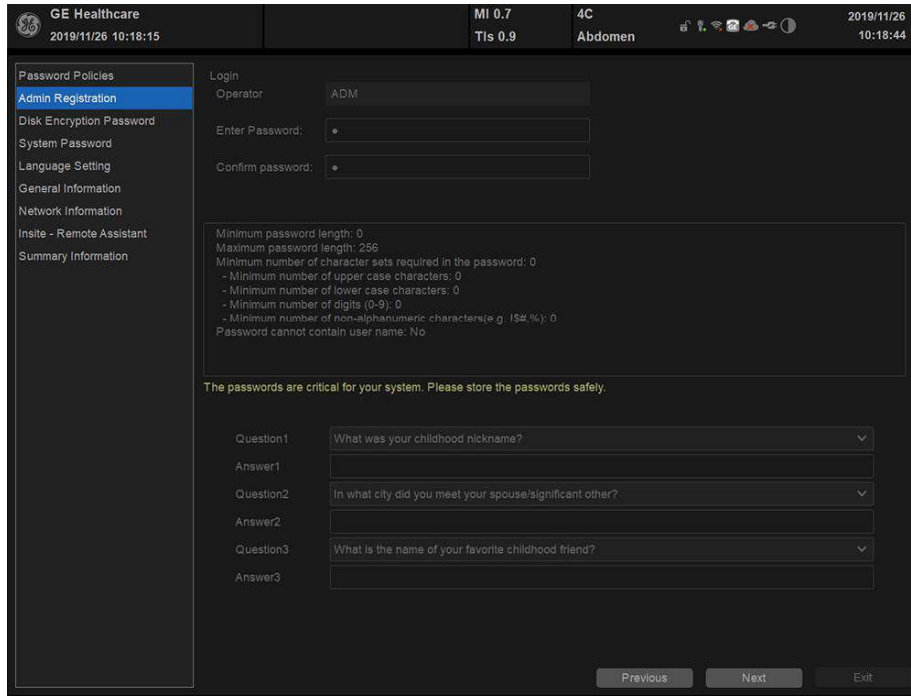 GE Healthcare
2019/11/26 10:18:15
MI 0.7
TIs 0.9
4C
Abdomen
2019/11/26
10:18:44
Password Policies
Admin Registration
Disk Encryption Password
System Password
Language Setting
General Information
Network Information
Insite - Remote Assistant
Summary Information
Login
Operator ADM
Enter Password:
Confirm password:
Minimum password length: 0
Maximum password length: 256
Minimum number of character sets required in the password: 0
- Minimum number of upper case characters: 0
- Minimum number of lower case characters: 0
- Minimum number of digits (0-9): 0
- Minimum number of non-alphanumeric characters(e.g. !$#,%): 0
Password cannot contain user name: No
The passwords are critical for your system. Please store the passwords safely.
Question1 What was your childhood nickname?
Answer1
Question2 In what city did you meet your spouse/significant other?
Answer2
Question3 What is the name of your favorite childhood friend?
Answer3
Previous Next Exit